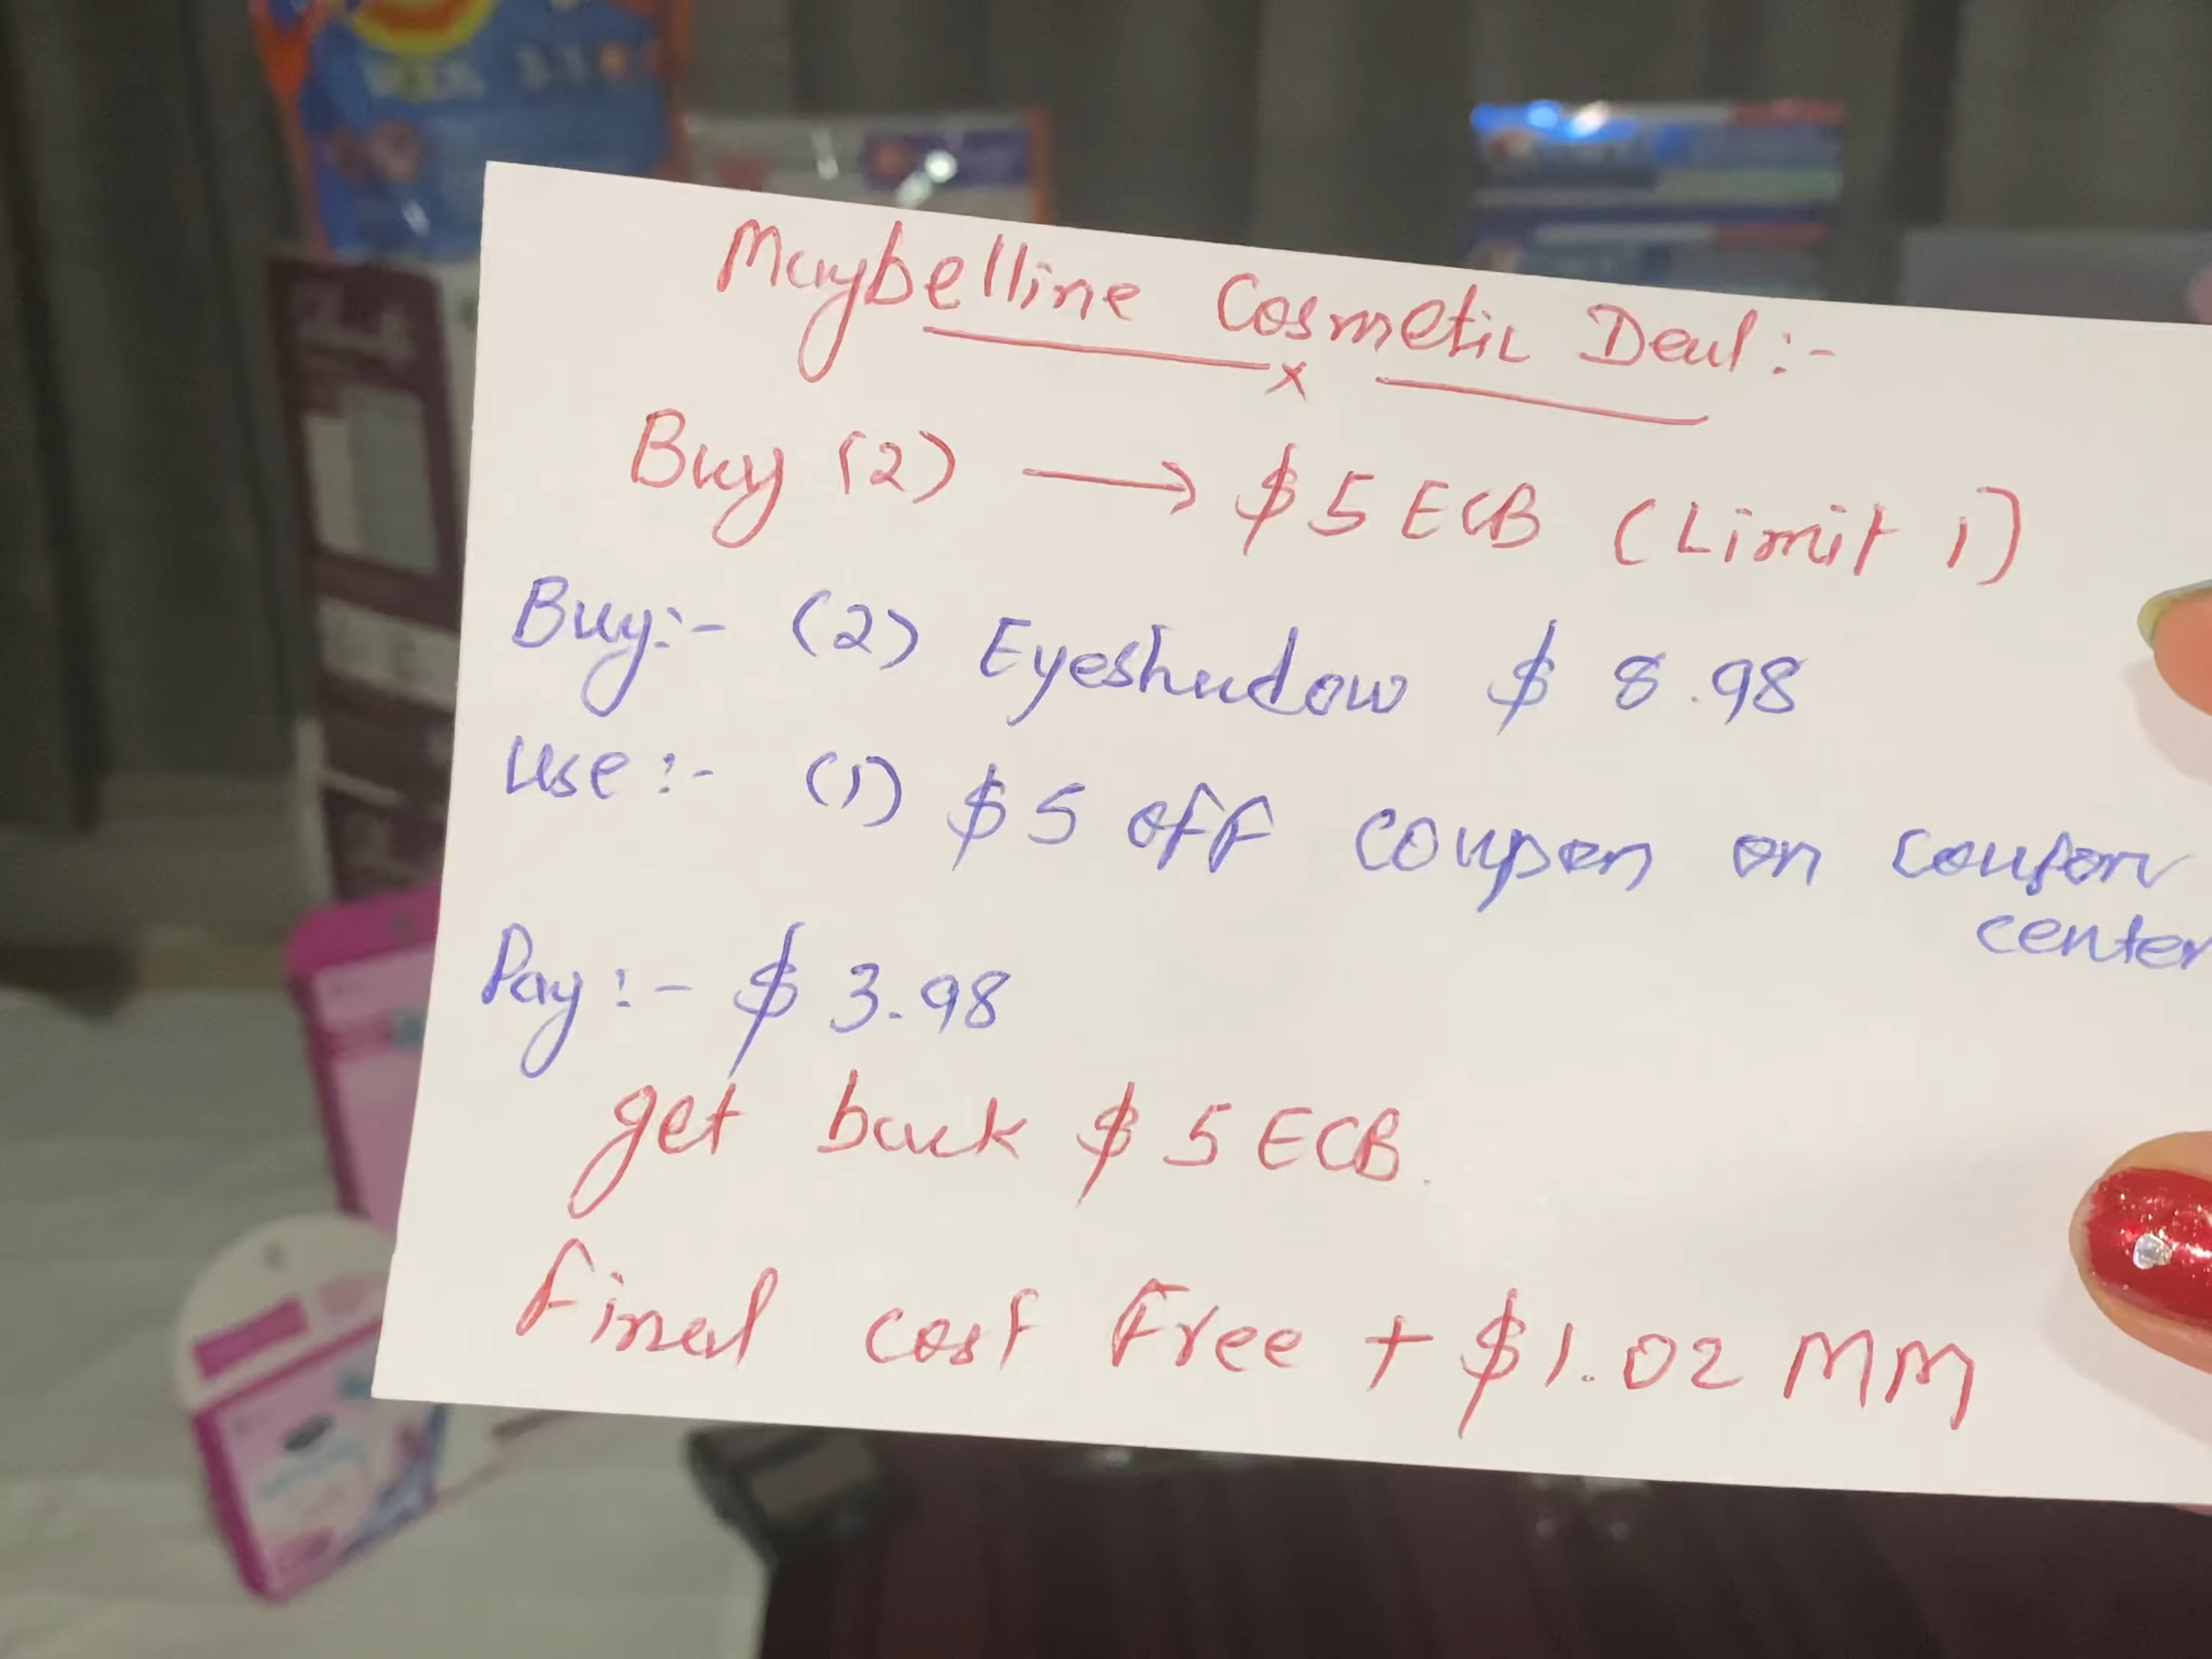 Maybelline Cosmetic Deal:-
x
Buy (2) → $5 ECB (Limit 1)
Buy:- (2) Eyeshadow $ 8.98
Use:- (1) $5 off coupon on coupon
center
Pay:- $ 3.98
get back $ 5 ECB.
Final cost Free + $1.02 MM